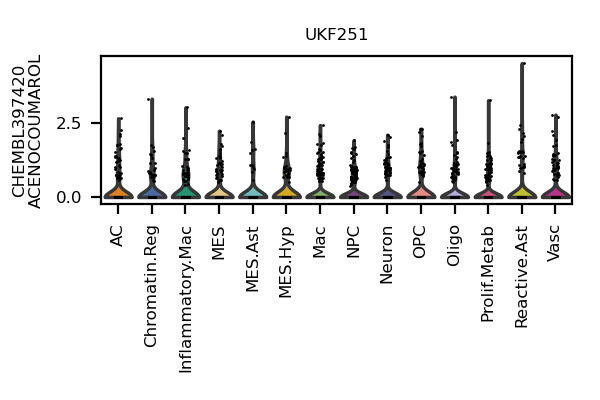 UKF251
CHEMBL397420
ACENOCOUMAROL
2.5
0.0
AC
Chromatin.Reg
Inflammatory.Mac
MES
MES.Ast
MES.Hyp
Mac
NPC
Neuron
OPC
Oligo
Prolif.Metab
Reactive.Ast
Vasc